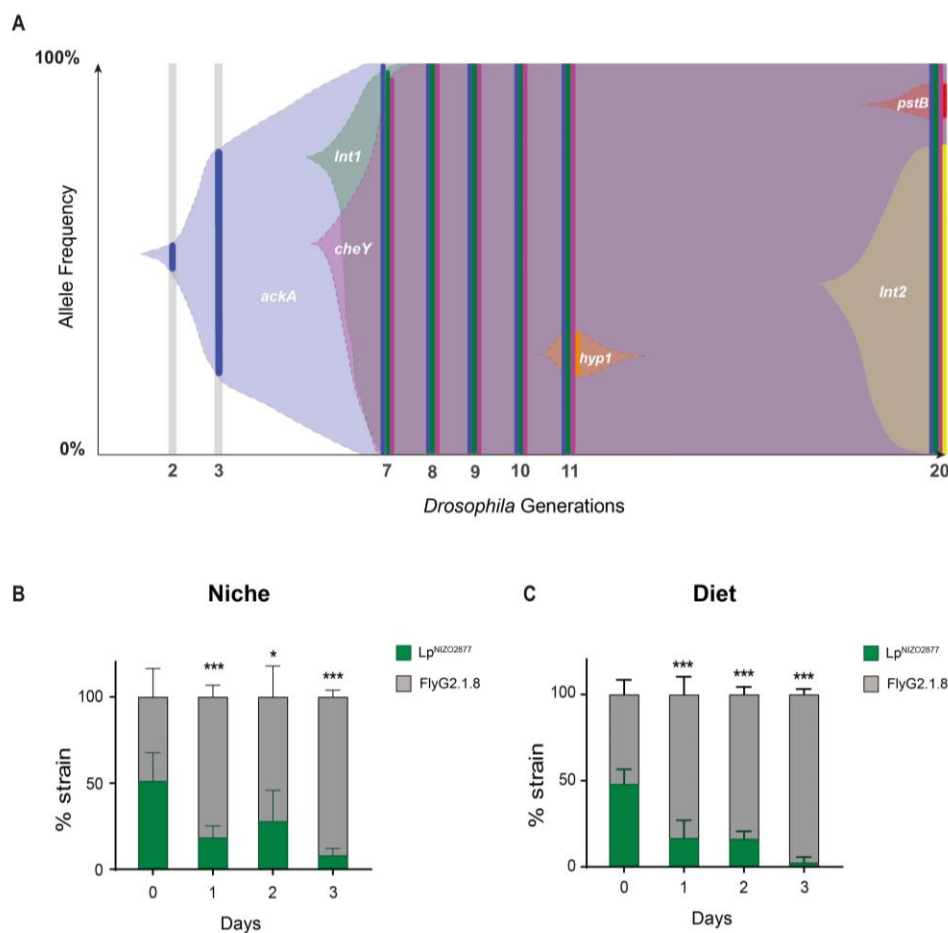 A
100%
Allele Frequency
0%
Int1
cheY
ackA
hyp1
pstB
Int2
2 3 7 8 9 10 11 20
Drosophila Generations
B
Niche
% strain
100
50
0
*** * ***
0 1 2 3
Days
Lp^NIZO2877
FlyG2.1.8
C
Diet
% strain
100
50
0
*** *** ***
0 1 2 3
Days
Lp^NIZO2877
FlyG2.1.8